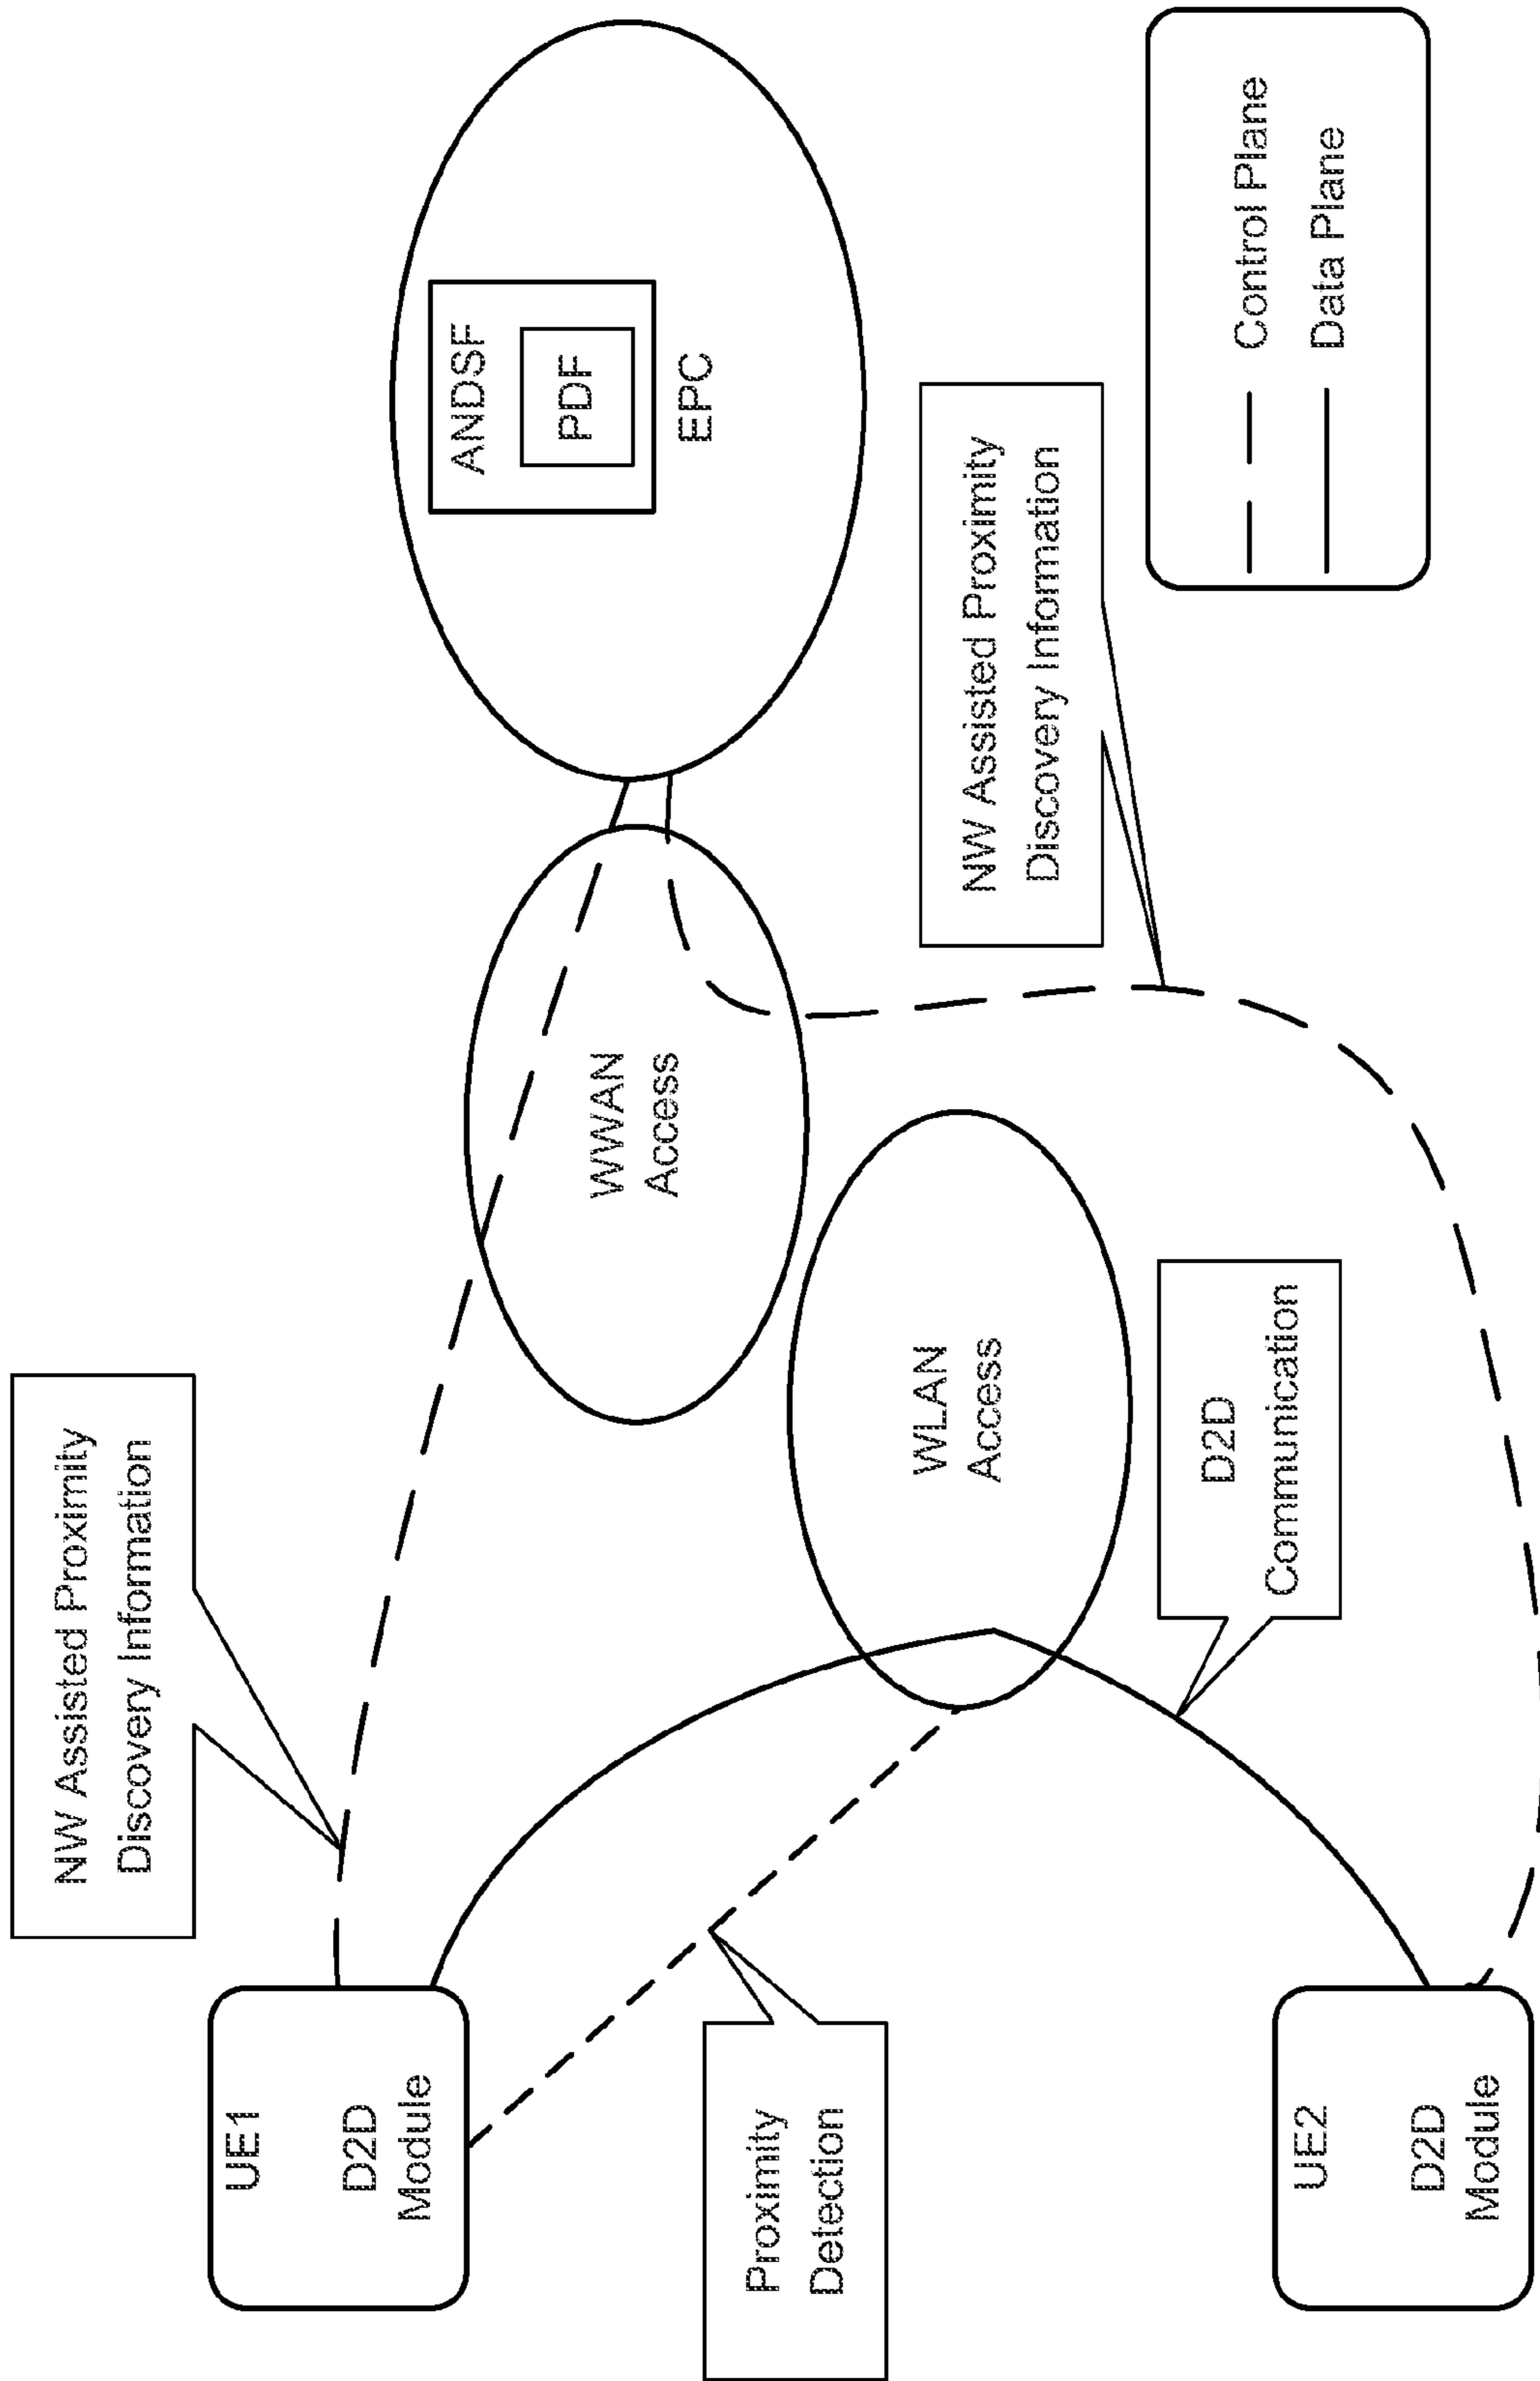 NW Assisted Proximity
Discovery Information
UE1
D2D
Module
WWAN
Access
ANDSF
PDF
EPC
Proximity
Detection
WLAN
Access
NW Assisted Proximity
Discovery Information
D2D
Communication
UE2
D2D
Module
Control Plane
Data Plane